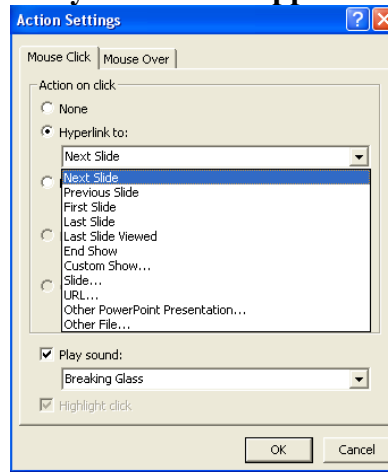 Action Settings
Mouse Click
Mouse Over
Action on click
None
Hyperlink to:
Next Slide
Next Slide
Previous Slide
First Slide
Last Slide
Last Slide Viewed
End Show
Custom Show...
Slide...
URL...
Other PowerPoint Presentation...
Other File...
Play sound:
Breaking Glass
Highlight click
OK
Cancel